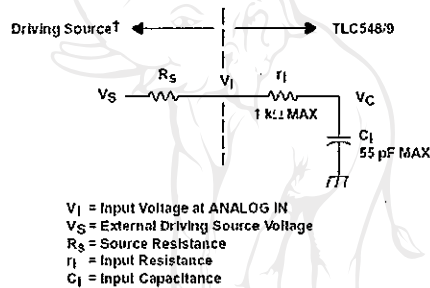 Driving Source† TLC548/9
RS VI rI
VS VC
1 kΩ MAX
CI
55 pF MAX
VI = Input Voltage at ANALOG IN
VS = External Driving Source Voltage
RS = Source Resistance
rI = Input Resistance
CI = Input Capacitance